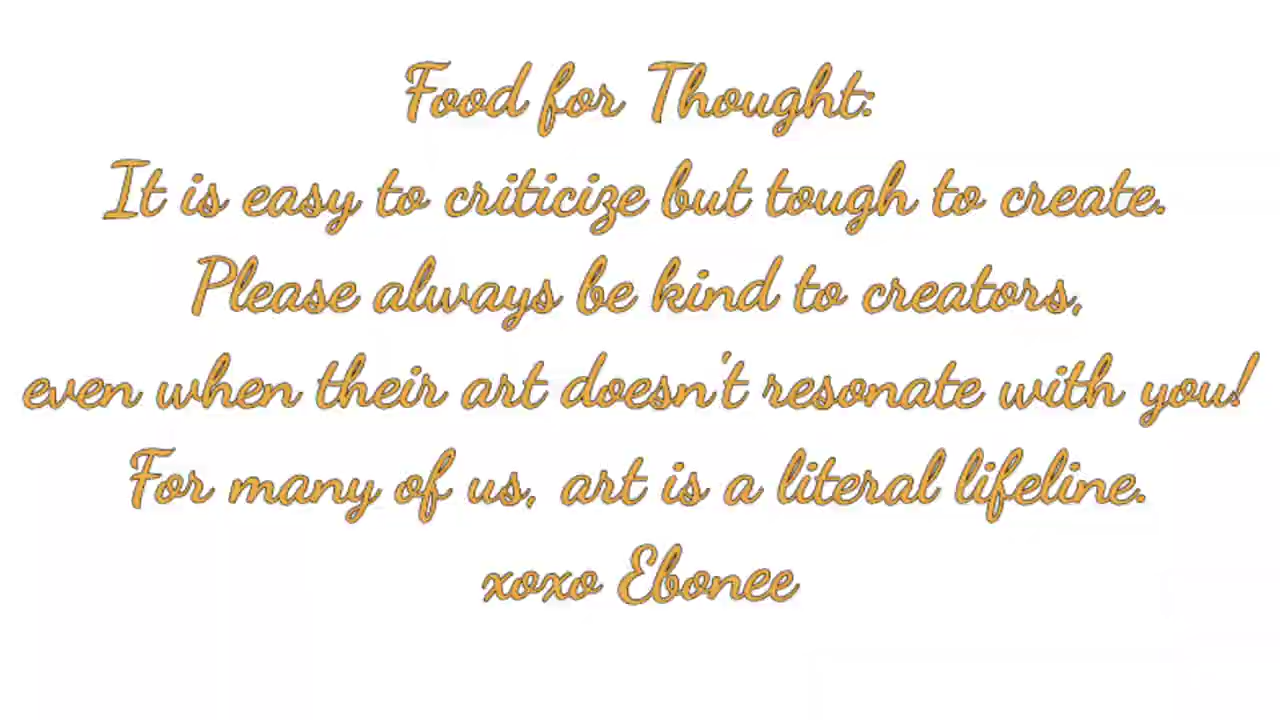 Food for Thought:
It is easy to criticize but tough to create.
Please always be kind to creators,
even when their art doesn't resonate with you!
For many of us, art is a literal lifeline.
xoxo Ebonee